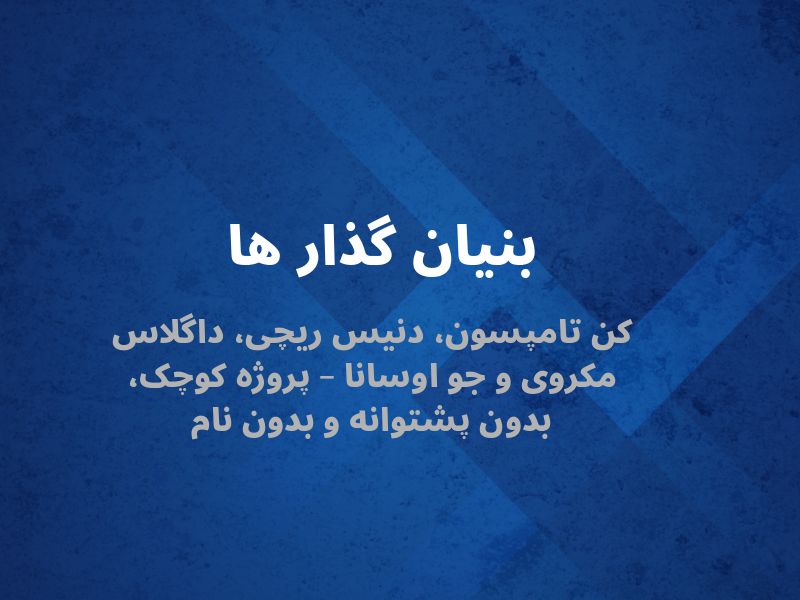 بنیان گذار ها
کن تامپسون، دنیس ریچی، داگلاس
مکروی و جو اوسانا – پروژه کوچک،
بدون پشتوانه و بدون نام